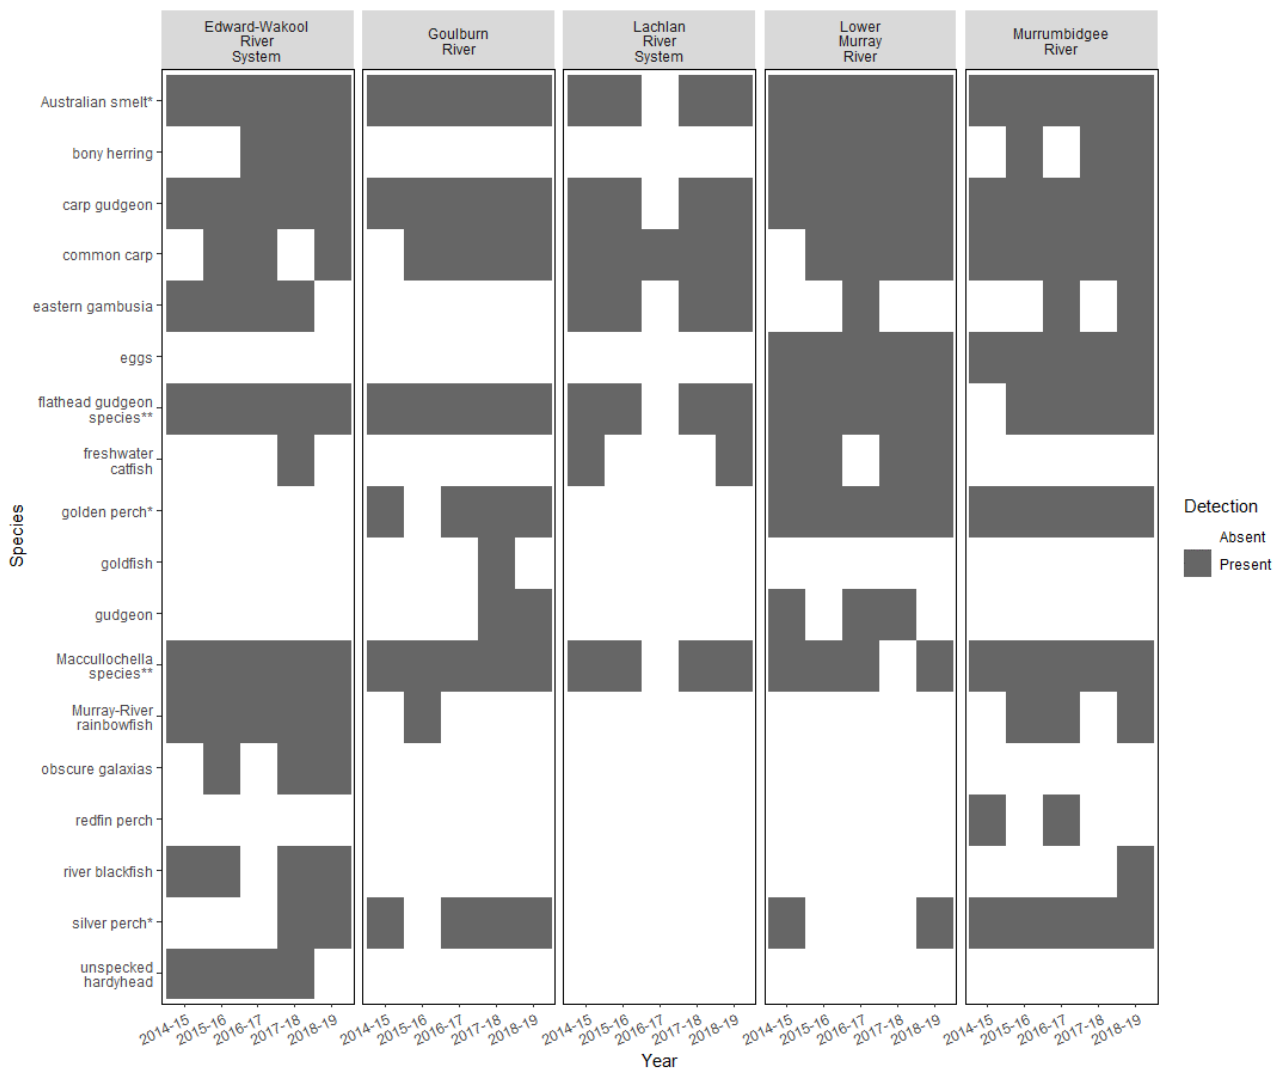 Edward-Wakool
River
System
Goulburn
River
Lachlan
River
System
Lower
Murray
River
Murrumbidgee
River
Australian smelt*
bony herring
carp gudgeon
common carp
eastern gambusia
eggs
flathead gudgeon
species**
freshwater
catfish
golden perch*
goldfish
gudgeon
Maccullochella
species**
Murray-River
rainbowfish
obscure galaxias
redfin perch
river blackfish
silver perch*
unspecked
hardyhead
Species
2014-15
2015-16
2016-17
2017-18
2018-19
2014-15
2015-16
2016-17
2017-18
2018-19
2014-15
2015-16
2016-17
2017-18
2018-19
2014-15
2015-16
2016-17
2017-18
2018-19
2014-15
2015-16
2016-17
2017-18
2018-19
Year
Detection
Absent
Present